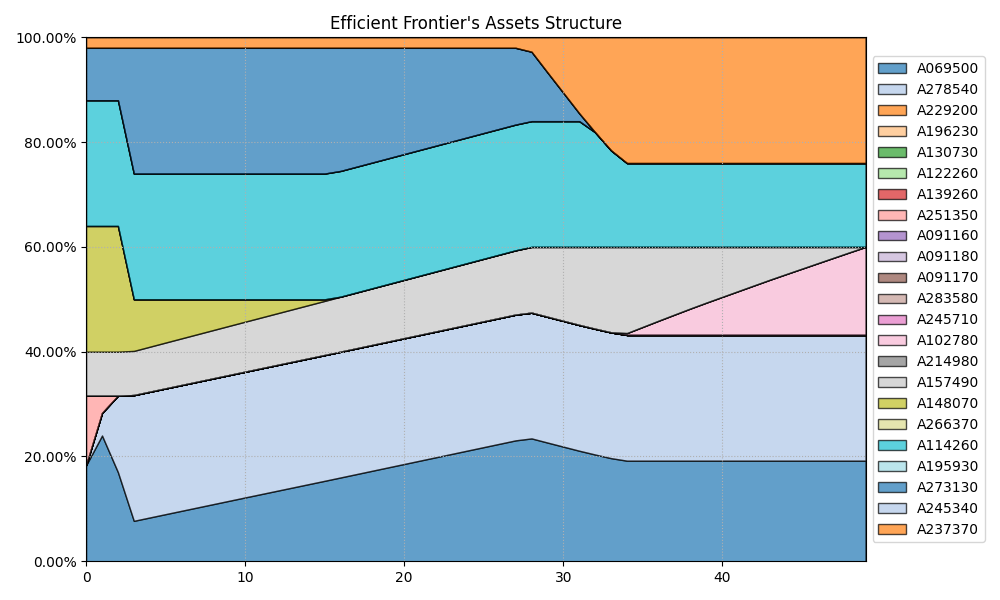 Efficient Frontier's Assets Structure
100.00%
80.00%
60.00%
40.00%
20.00%
0.00%
0 10 20 30 40
A069500
A278540
A229200
A196230
A130730
A122260
A139260
A251350
A091160
A091180
A091170
A283580
A245710
A102780
A214980
A157490
A148070
A266370
A114260
A195930
A273130
A245340
A237370